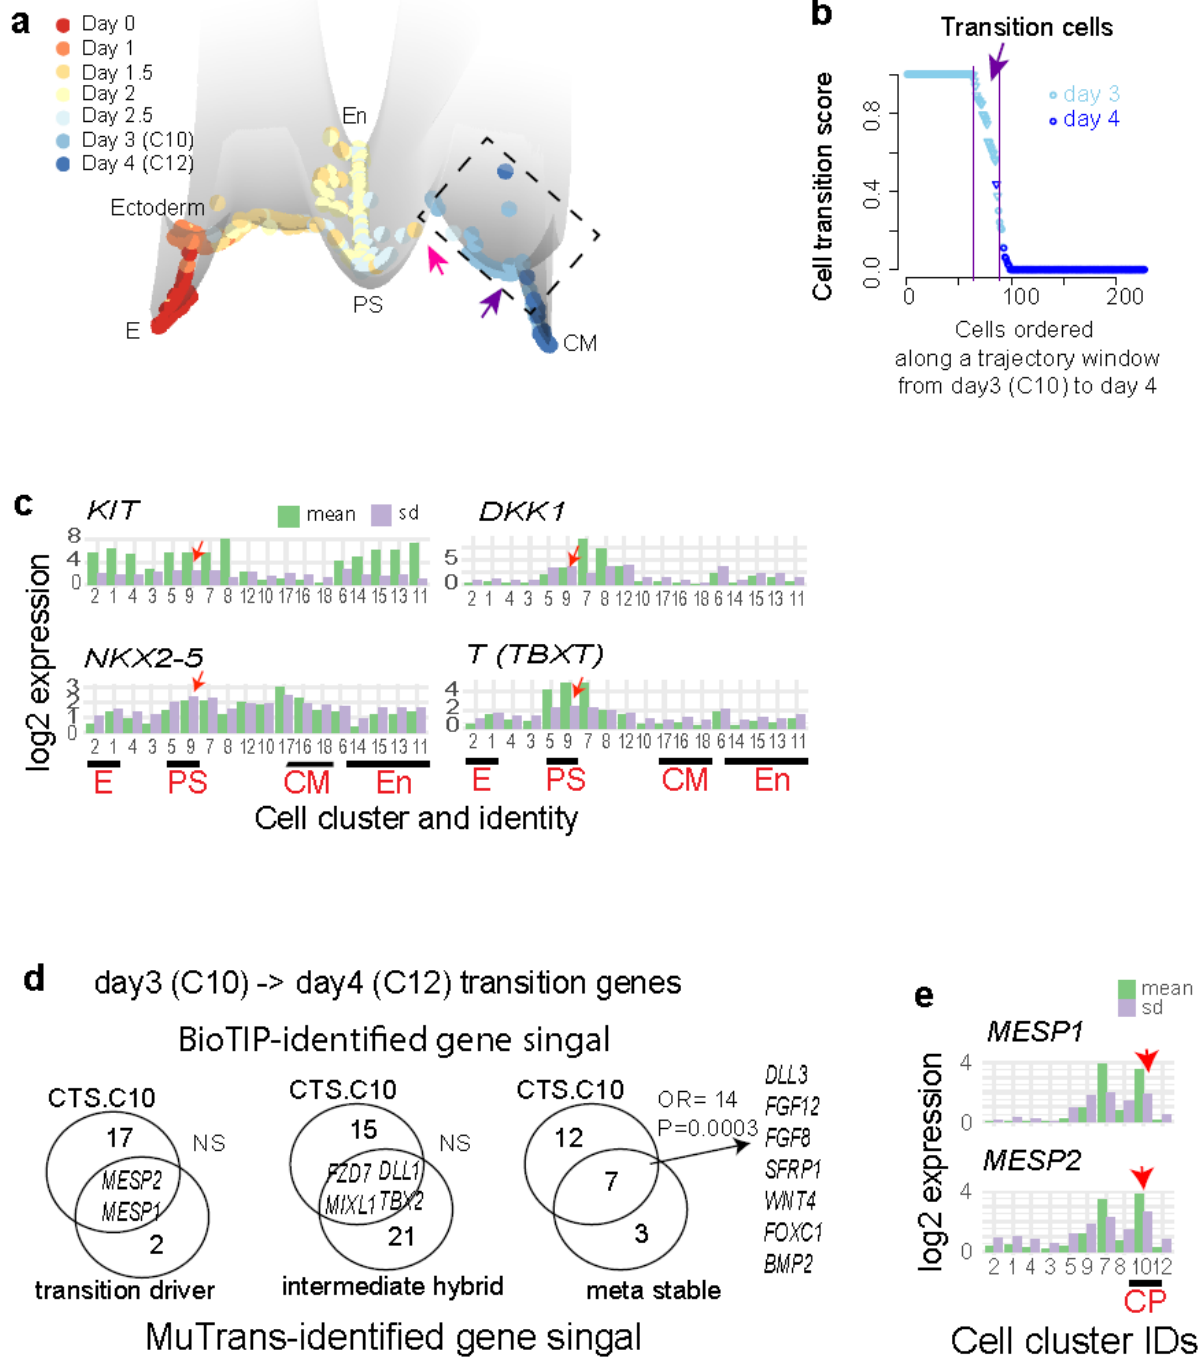 a
Day 0
Day 1
Day 1.5
Day 2
Day 2.5
Day 3 (C10)
Day 4 (C12)
En
Ectoderm
PS
E
CM
b
Transition cells
day 3
day 4
Cell transition score
0.8
0.4
0.0
0 100 200
Cells ordered
along a trajectory window
from day3 (C10) to day 4
c
KIT
mean sd
8
4
0
2 1 4 3 5 9 7 8 12 10 17 16 18 6 14 15 13 11
DKK1
5
0
2 1 4 3 5 9 7 8 12 10 17 16 18 6 14 15 13 11
log2 expression
NKX2-5
3
2
1
0
2 1 4 3 5 9 7 8 12 10 17 16 18 6 14 15 13 11
E PS CM En
T (TBXT)
4
2
0
2 1 4 3 5 9 7 8 12 10 17 16 18 6 14 15 13 11
E PS CM En
Cell cluster and identity
d
day3 (C10) -> day4 (C12) transition genes
BioTIP-identified gene singal
CTS.C10
17
NS
MESP2
MESP1
2
transition driver
CTS.C10
15
NS
FZD7 DLL1
MIXL1 TBX2
21
intermediate hybrid
CTS.C10
12
OR= 14
P=0.0003
7
3
meta stable
DLL3
FGF12
FGF8
SFRP1
WNT4
FOXC1
BMP2
MuTrans-identified gene singal
e
mean
sd
MESP1
4
0
log2 expression
MESP2
4
0
2 1 4 3 5 9 7 8 10 12
CP
Cell cluster IDs